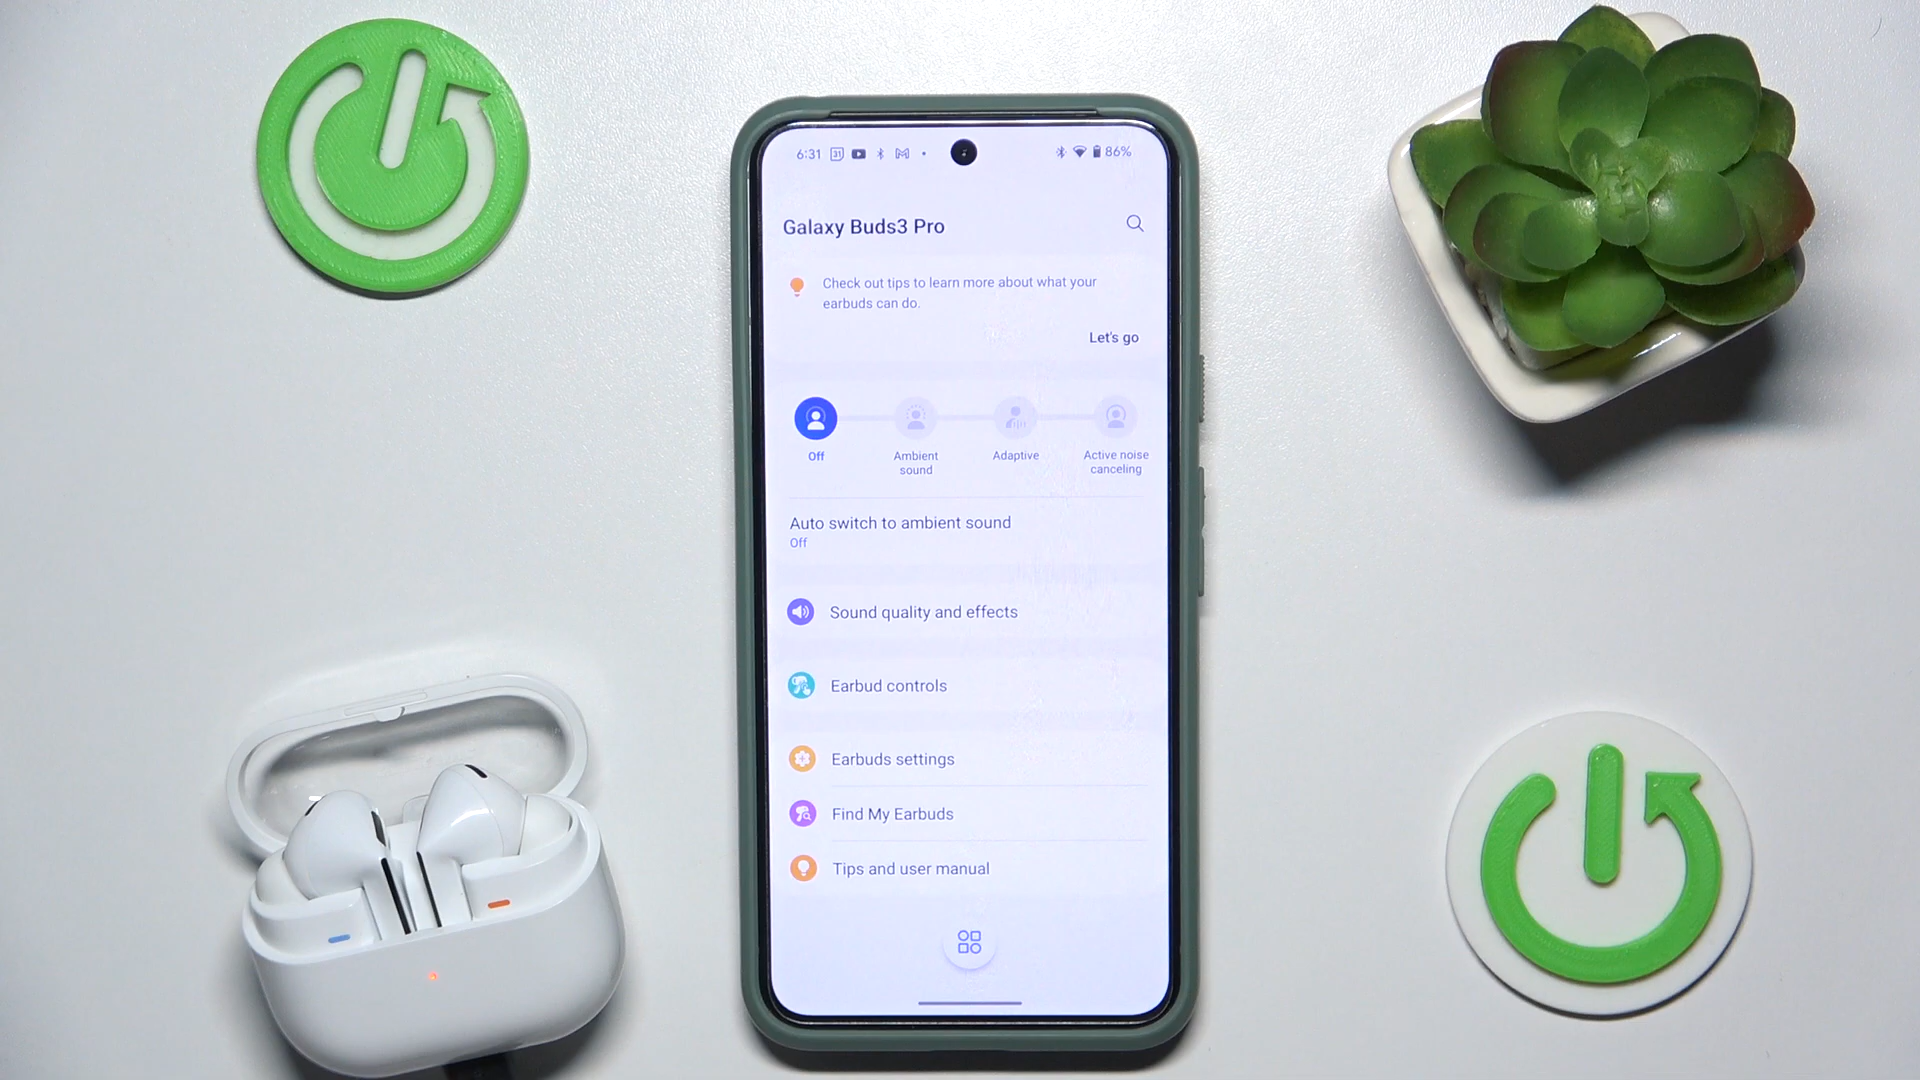 6:31 31 86%
Galaxy Buds3 Pro
Check out tips to learn more about what your
earbuds can do.
Let's go
Off
Ambient
sound
Adaptive
Active noise
canceling
Auto switch to ambient sound
Off
Sound quality and effects
Earbud controls
Earbuds settings
Find My Earbuds
Tips and user manual